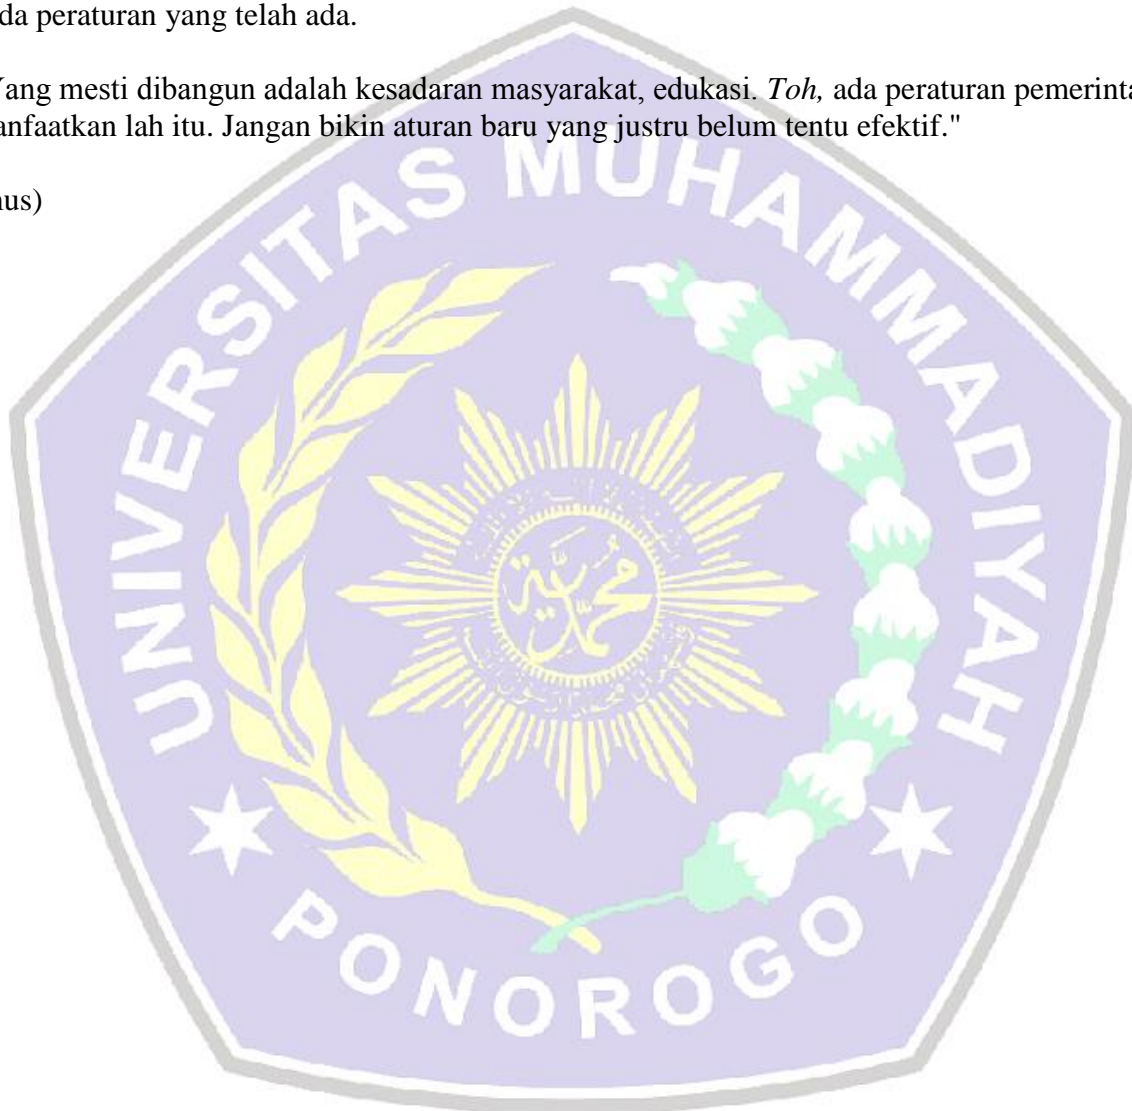 da peraturan yang telah ada.
Yang mesti dibangun adalah kesadaran masyarakat, edukasi. Toh, ada peraturan pemerinta
anfaatkan lah itu. Jangan bikin aturan baru yang justru belum tentu efektif."
nus)
UNIVERSITAS MUHAMMADIYAH
محمدية
PONOROGO